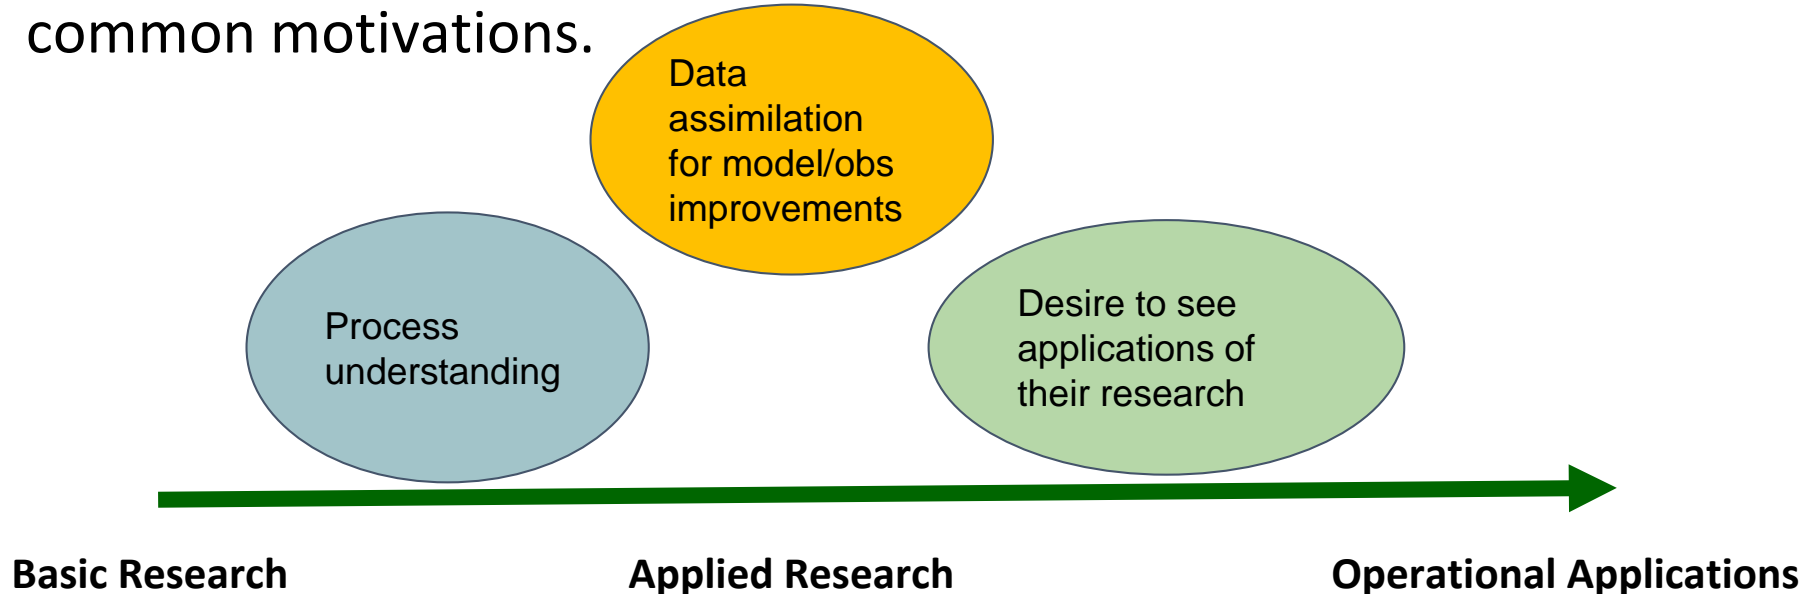 common motivations.
Data
assimilation
for model/obs
improvements
Process
understanding
Desire to see
applications of
their research
Basic Research
Applied Research
Operational Applications